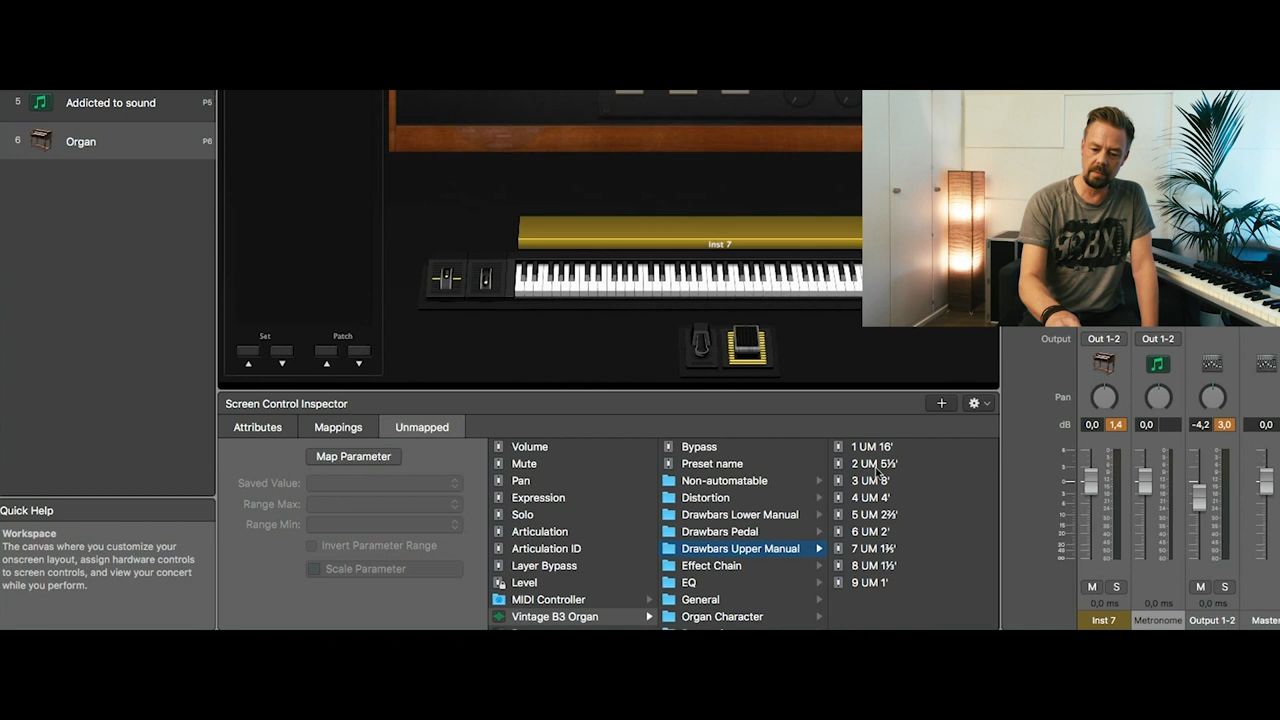 5 Addicted to sound P5
6 Organ P6
Inst 7
Set Patch
Screen Control Inspector
Attributes Mappings Unmapped
Map Parameter
Saved Value:
Range Max:
Range Min:
Invert Parameter Range
Scale Parameter
Volume
Mute
Pan
Expression
Solo
Articulation
Articulation ID
Layer Bypass
Level
MIDI Controller
Vintage B3 Organ
Bypass
Preset name
Non-automatable
Distortion
Drawbars Lower Manual
Drawbars Pedal
Drawbars Upper Manual
Effect Chain
EQ
General
Organ Character
1 UM 16'
2 UM 5⅓'
3 UM 8'
4 UM 4'
5 UM 2⅔'
6 UM 2'
7 UM 1⅗'
8 UM 1⅓'
9 UM 1'
Quick Help
Workspace
The canvas where you customize your
onscreen layout, assign hardware controls
to screen controls, and view your concert
while you perform.
Output Out 1-2 Out 1-2
Pan
dB 0,0 1,4 0,0 -4,2 3,0 0,0
M S M S
0,0 ms 0,0 ms 0,0 ms
Inst 7 Metronome Output 1-2 Master